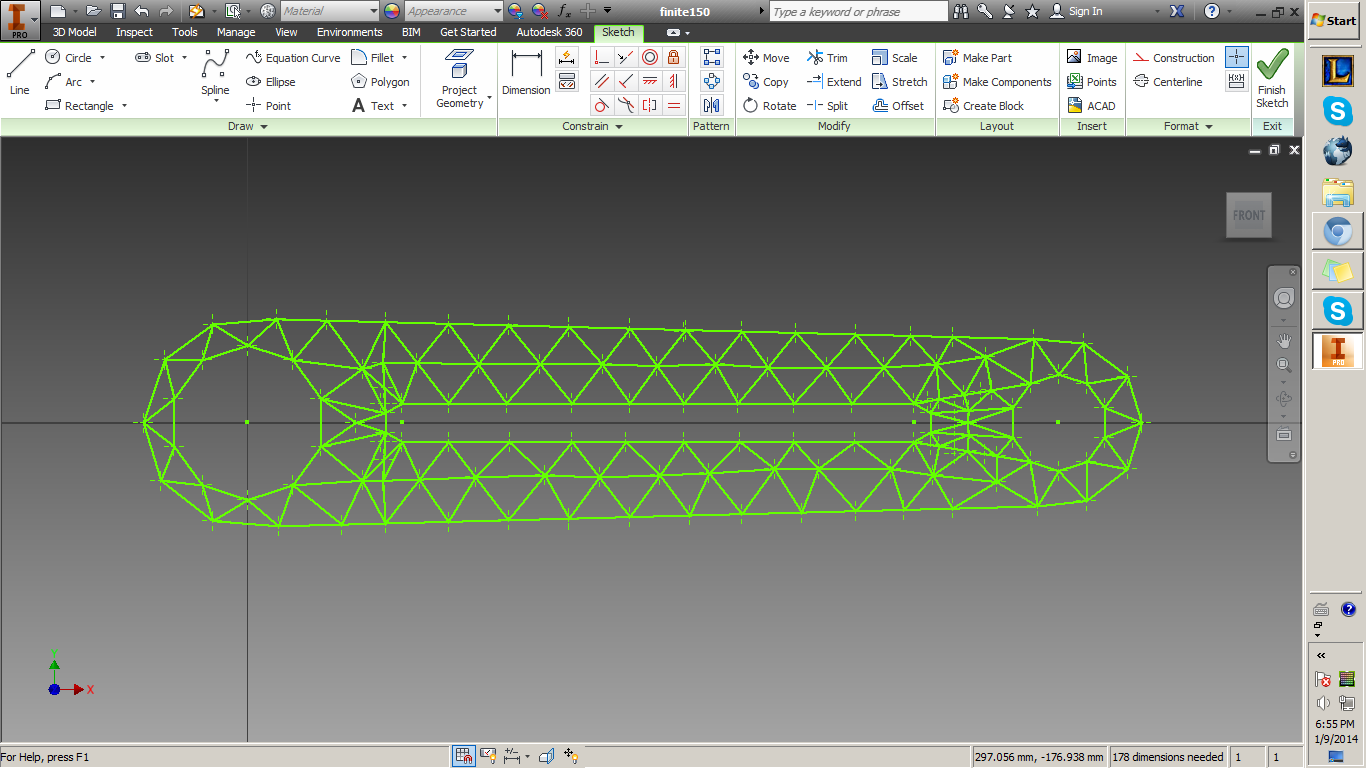 I PRO Material Appearance fx finite150 Type a keyword or phrase Sign In Start
3D Model Inspect Tools Manage View Environments BIM Get Started Autodesk 360 Sketch
Line Circle Slot Spline Equation Curve Fillet Project Geometry Dimension Move Trim Scale Make Part Image Construction Finish Sketch
Arc Ellipse Polygon Copy Extend Stretch Make Components Points Centerline
Rectangle Point A Text Rotate Split Offset Create Block ACAD
Draw Constrain Pattern Modify Layout Insert Format Exit
FRONT
Y
X
I PRO
6:55 PM
1/9/2014
For Help, press F1 297.056 mm, -176.938 mm 178 dimensions needed 1 1